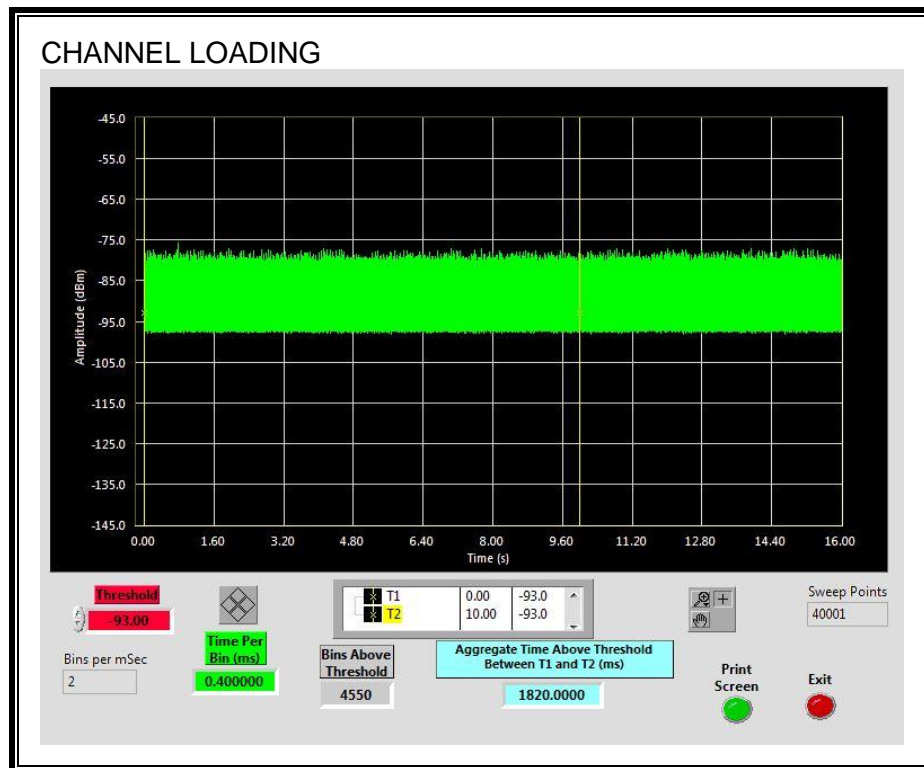 CHANNEL LOADING
-45.0
-55.0
-65.0
-75.0
-85.0
-95.0
-105.0
-115.0
-125.0
-135.0
-145.0
Amplitude (dBm)
0.00 1.60 3.20 4.80 6.40 8.00 9.60 11.20 12.80 14.40 16.00
Time (s)
Threshold
-93.00
Bins per mSec
2
Time Per
Bin (ms)
0.400000
T1 0.00 -93.0
T2 10.00 -93.0
Bins Above
Threshold
4550
Aggregate Time Above Threshold
Between T1 and T2 (ms)
1820.0000
Sweep Points
40001
Print
Screen
Exit